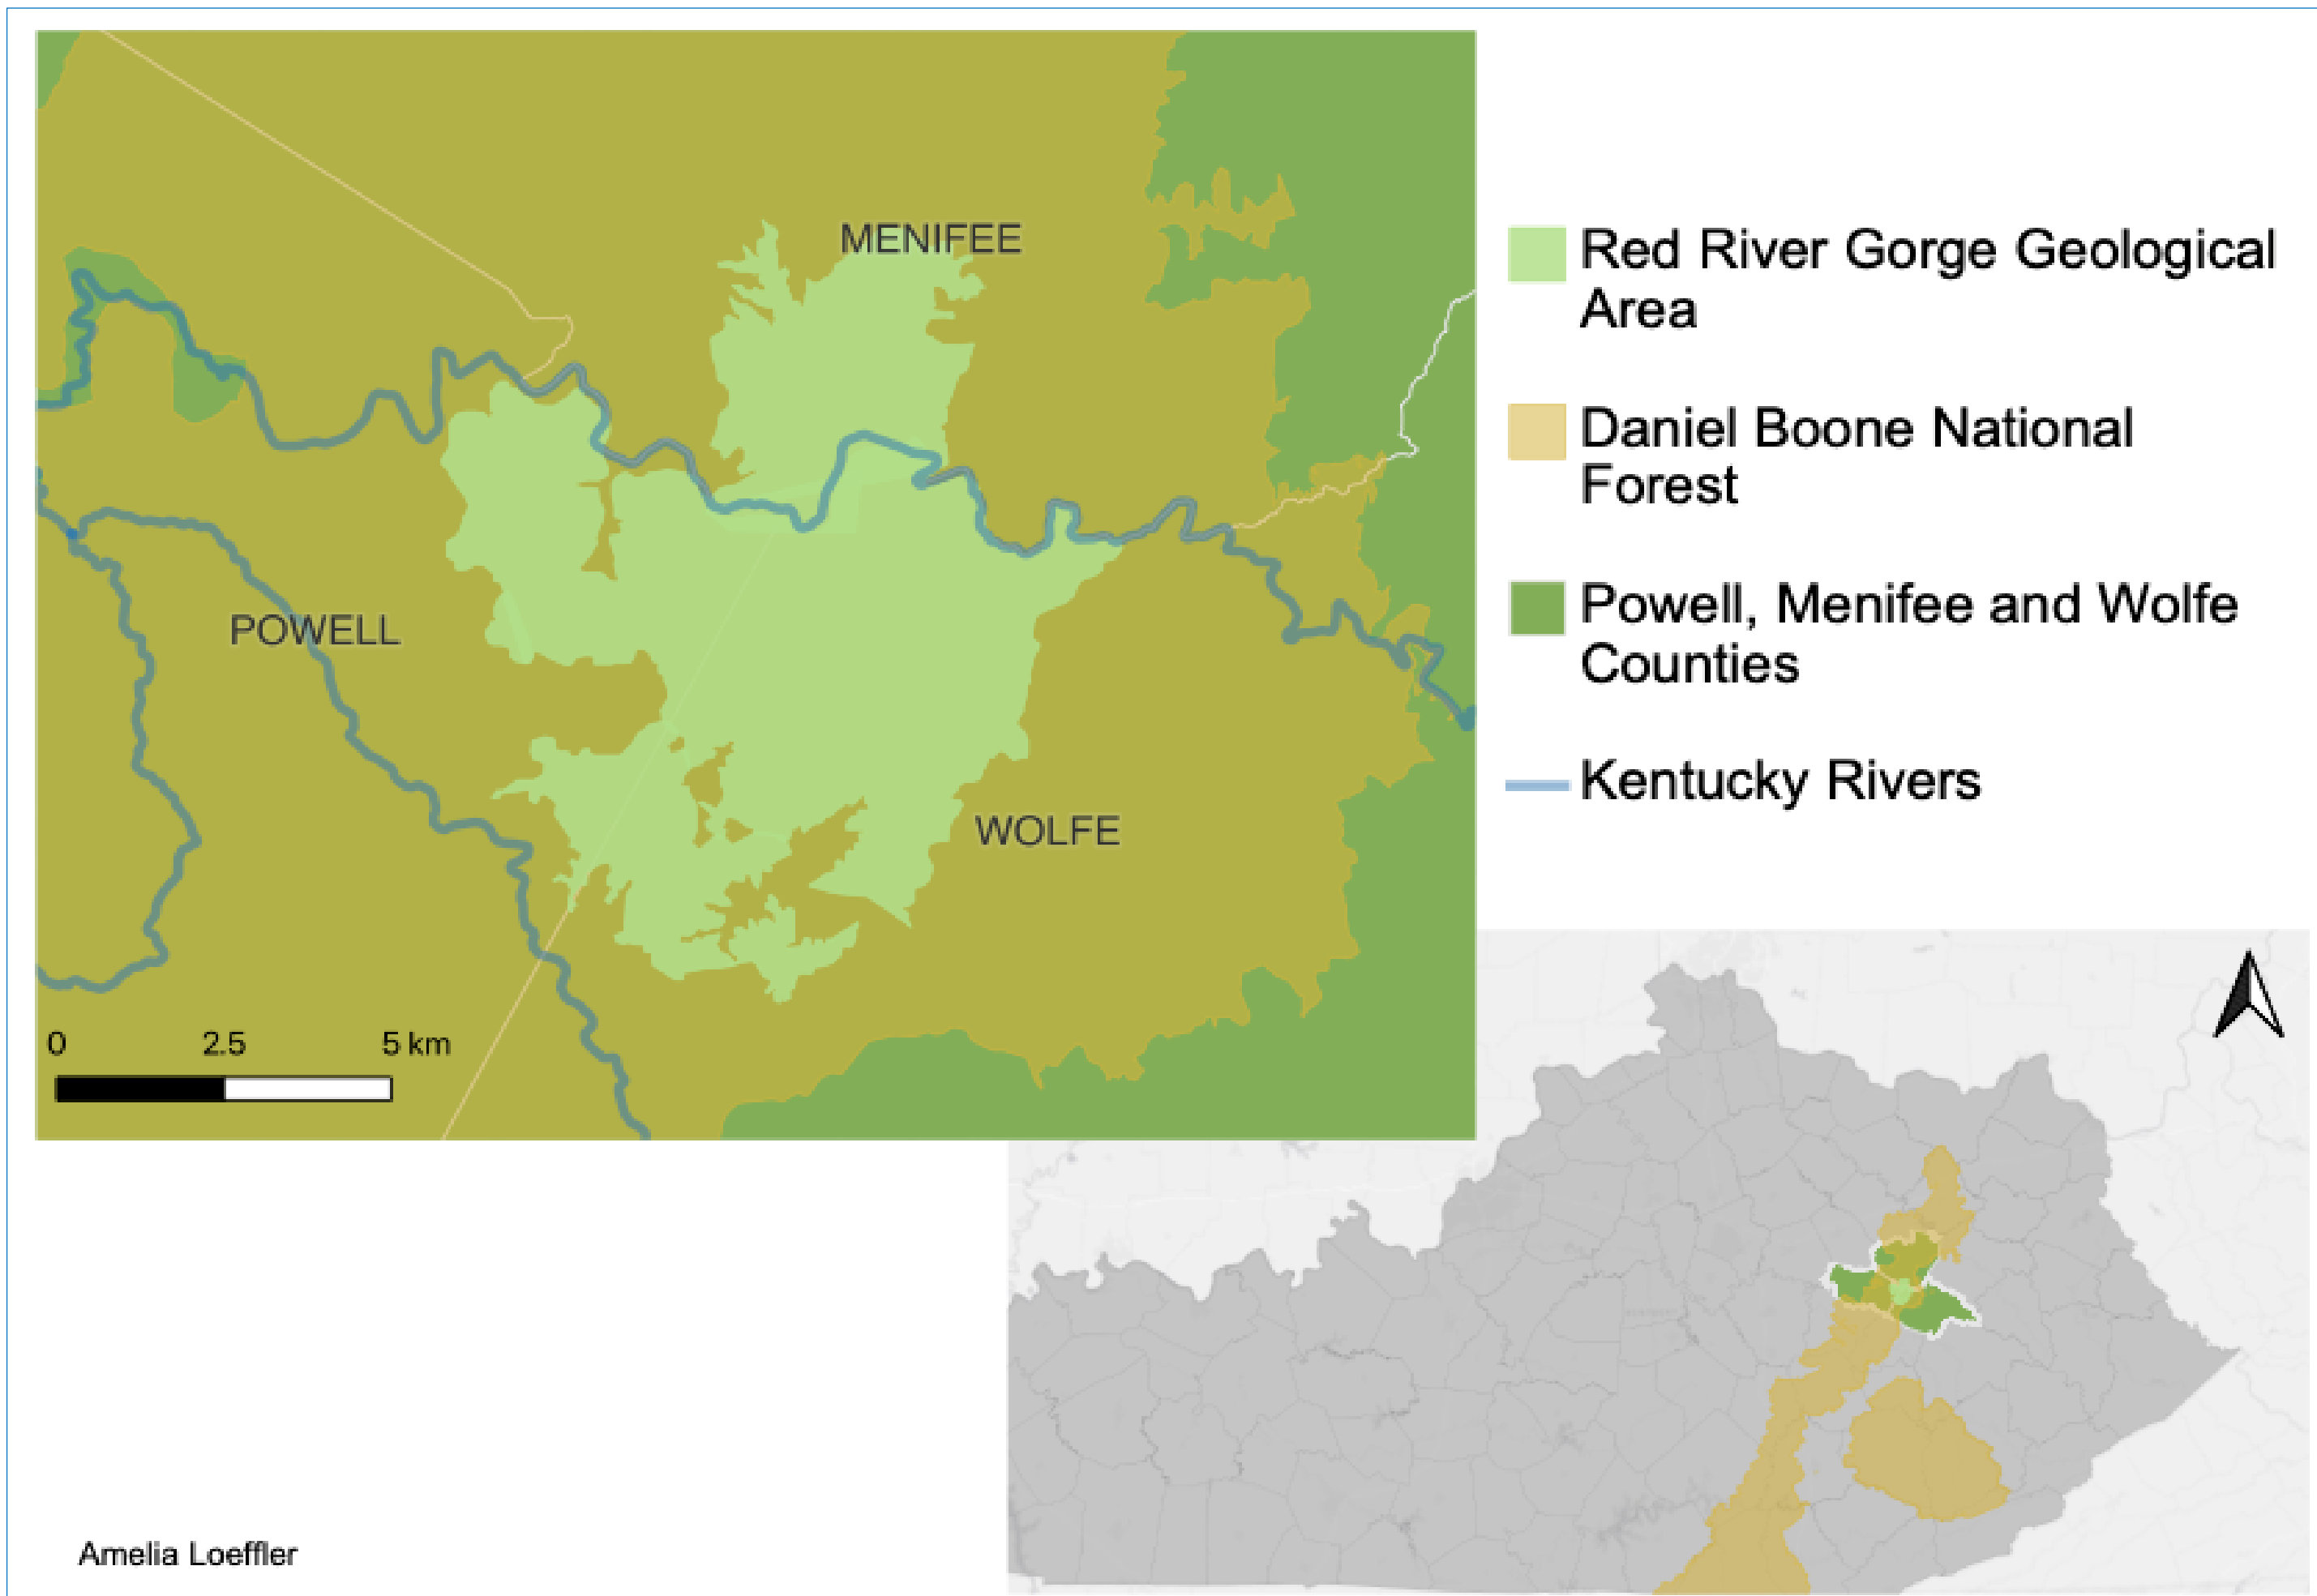 MENIFEE
POWELL
WOLFE
0 2.5 5 km
Red River Gorge Geological
Area
Daniel Boone National
Forest
Powell, Menifee and Wolfe
Counties
Kentucky Rivers
Amelia Loeffler